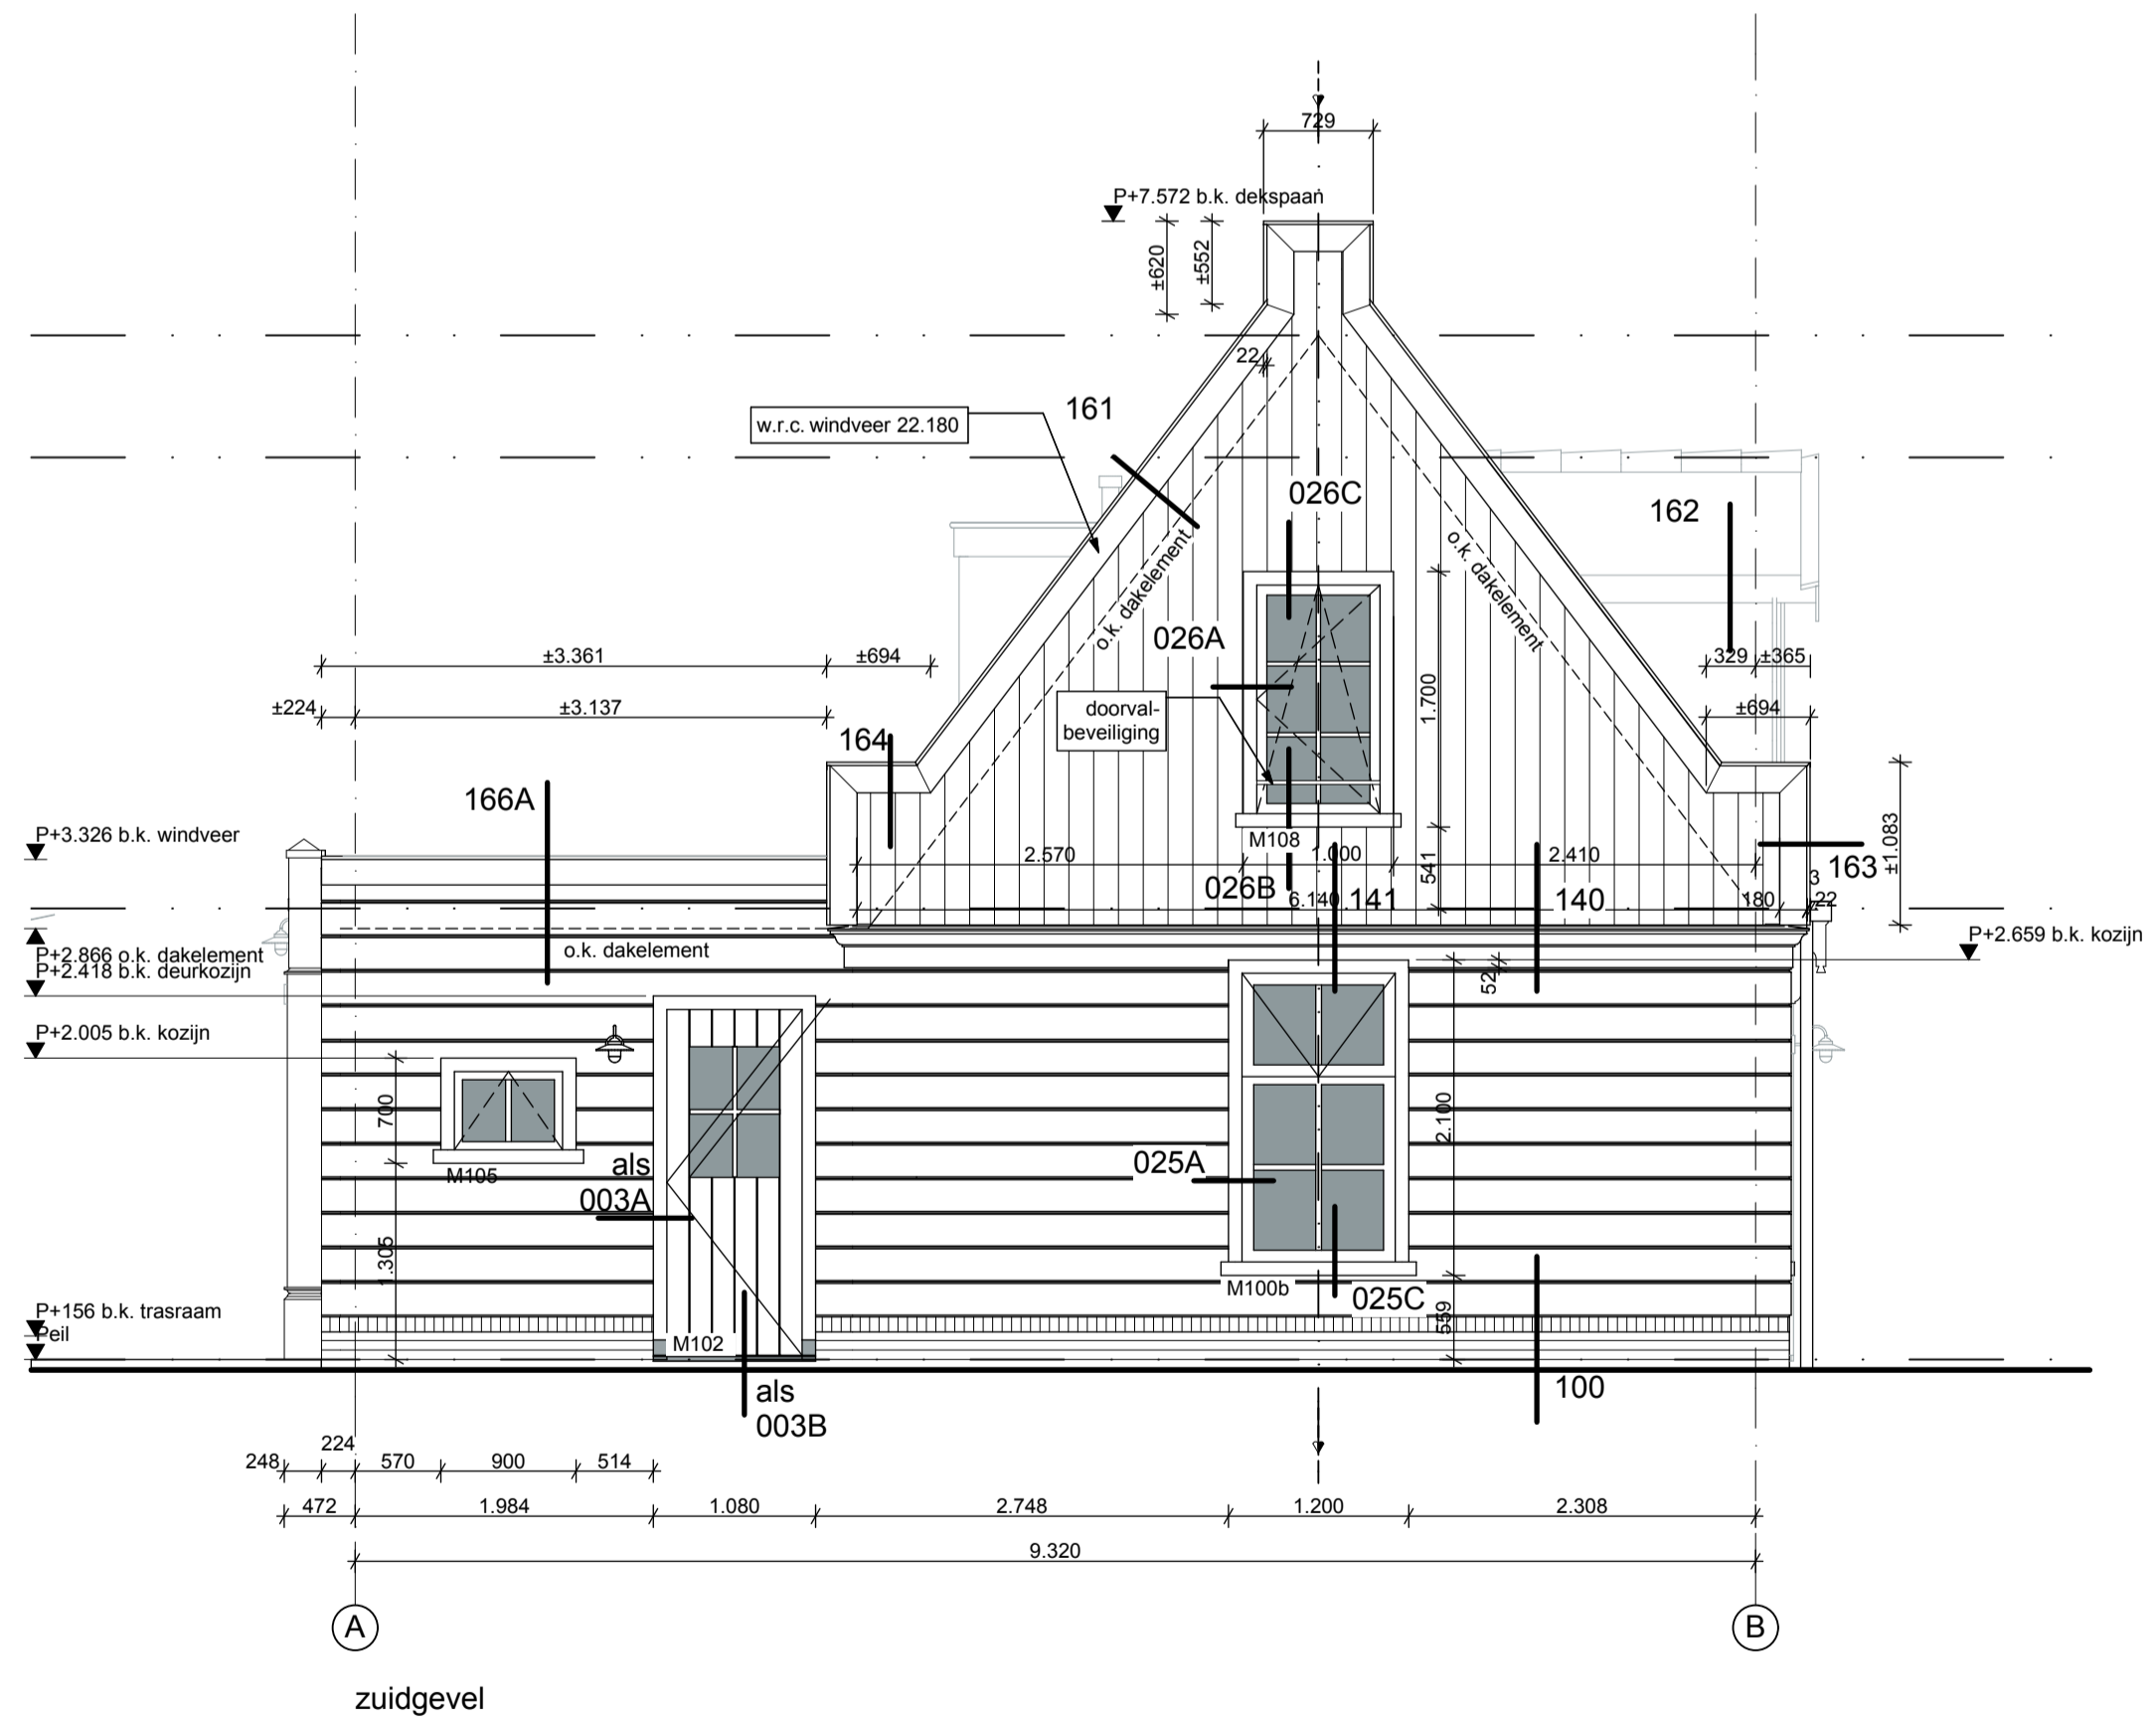 729
P+7.572 b.k. dekspaan
±620
±552
22
161
w.r.c. windveer 22.180
026C
162
o.k. dakelement
o.k. dakelement
026A
±3.361
±694
329
±365
1.700
±224
±3.137
doorval-
beveiliging
±694
164
166A
P+3.326 b.k. windveer
M108
2.570
1.000
2.410
541
163
±1.083
026B
6.140
141
140
180
3
22
P+2.659 b.k. kozijn
P+2.866 o.k. dakelement
o.k. dakelement
P+2.418 b.k. deurkozijn
52
P+2.005 b.k. kozijn
700
2.100
M105
als
003A
025A
1.305
M100b
025C
559
P+156 b.k. trasraam
Peil
M102
als
003B
100
224
248
570
900
514
472
1.984
1.080
2.748
1.200
2.308
9.320
A
B
zuidgevel